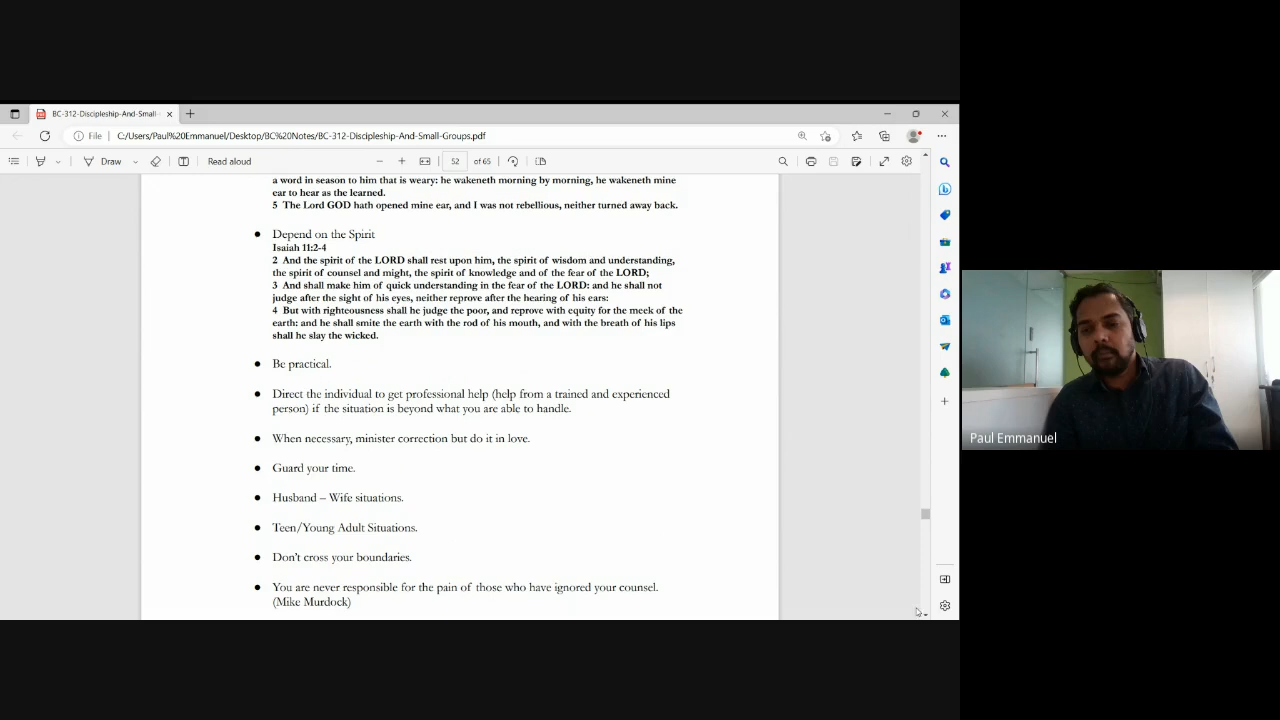 BC-312-Discipleship-And-Small-
File
C:/Users/Paul%20Emmanuel/Desktop/BC%20Notes/BC-312-Discipleship-And-Small-Groups.pdf
Draw
Read aloud
52 of 65
a word in season to him that is weary: he wakeneth morning by morning, he wakeneth mine
ear to hear as the learned.
5 The Lord GOD hath opened mine ear, and I was not rebellious, neither turned away back.
● Depend on the Spirit
Isaiah 11:2-4
2 And the spirit of the LORD shall rest upon him, the spirit of wisdom and understanding,
the spirit of counsel and might, the spirit of knowledge and of the fear of the LORD;
3 And shall make him of quick understanding in the fear of the LORD: and he shall not
judge after the sight of his eyes, neither reprove after the hearing of his ears:
4 But with righteousness shall he judge the poor, and reprove with equity for the meek of the
earth: and he shall smite the earth with the rod of his mouth, and with the breath of his lips
shall he slay the wicked.
● Be practical.
● Direct the individual to get professional help (help from a trained and experienced
person) if the situation is beyond what you are able to handle.
● When necessary, minister correction but do it in love.
● Guard your time.
● Husband – Wife situations.
● Teen/Young Adult Situations.
● Don't cross your boundaries.
● You are never responsible for the pain of those who have ignored your counsel.
(Mike Murdock)
Paul Emmanuel